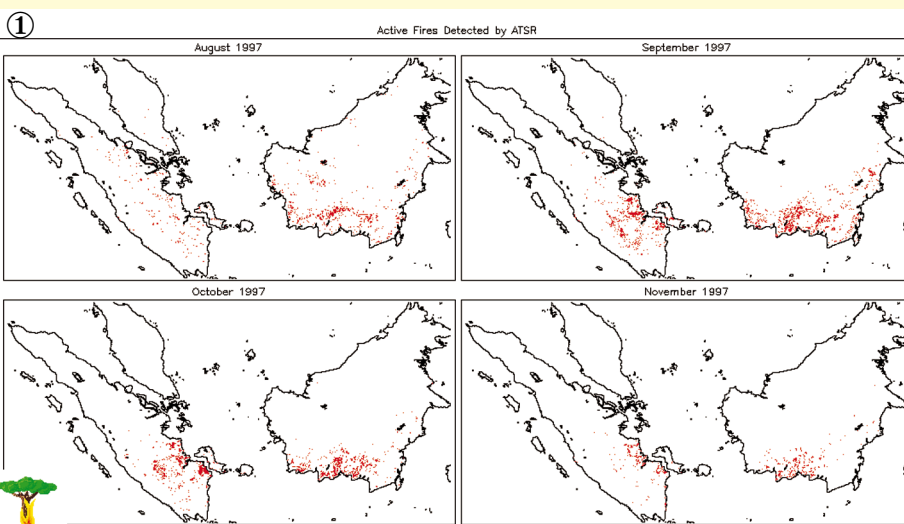 ①
Active Fires Detected by ATSR
August 1997
September 1997
October 1997
November 1997